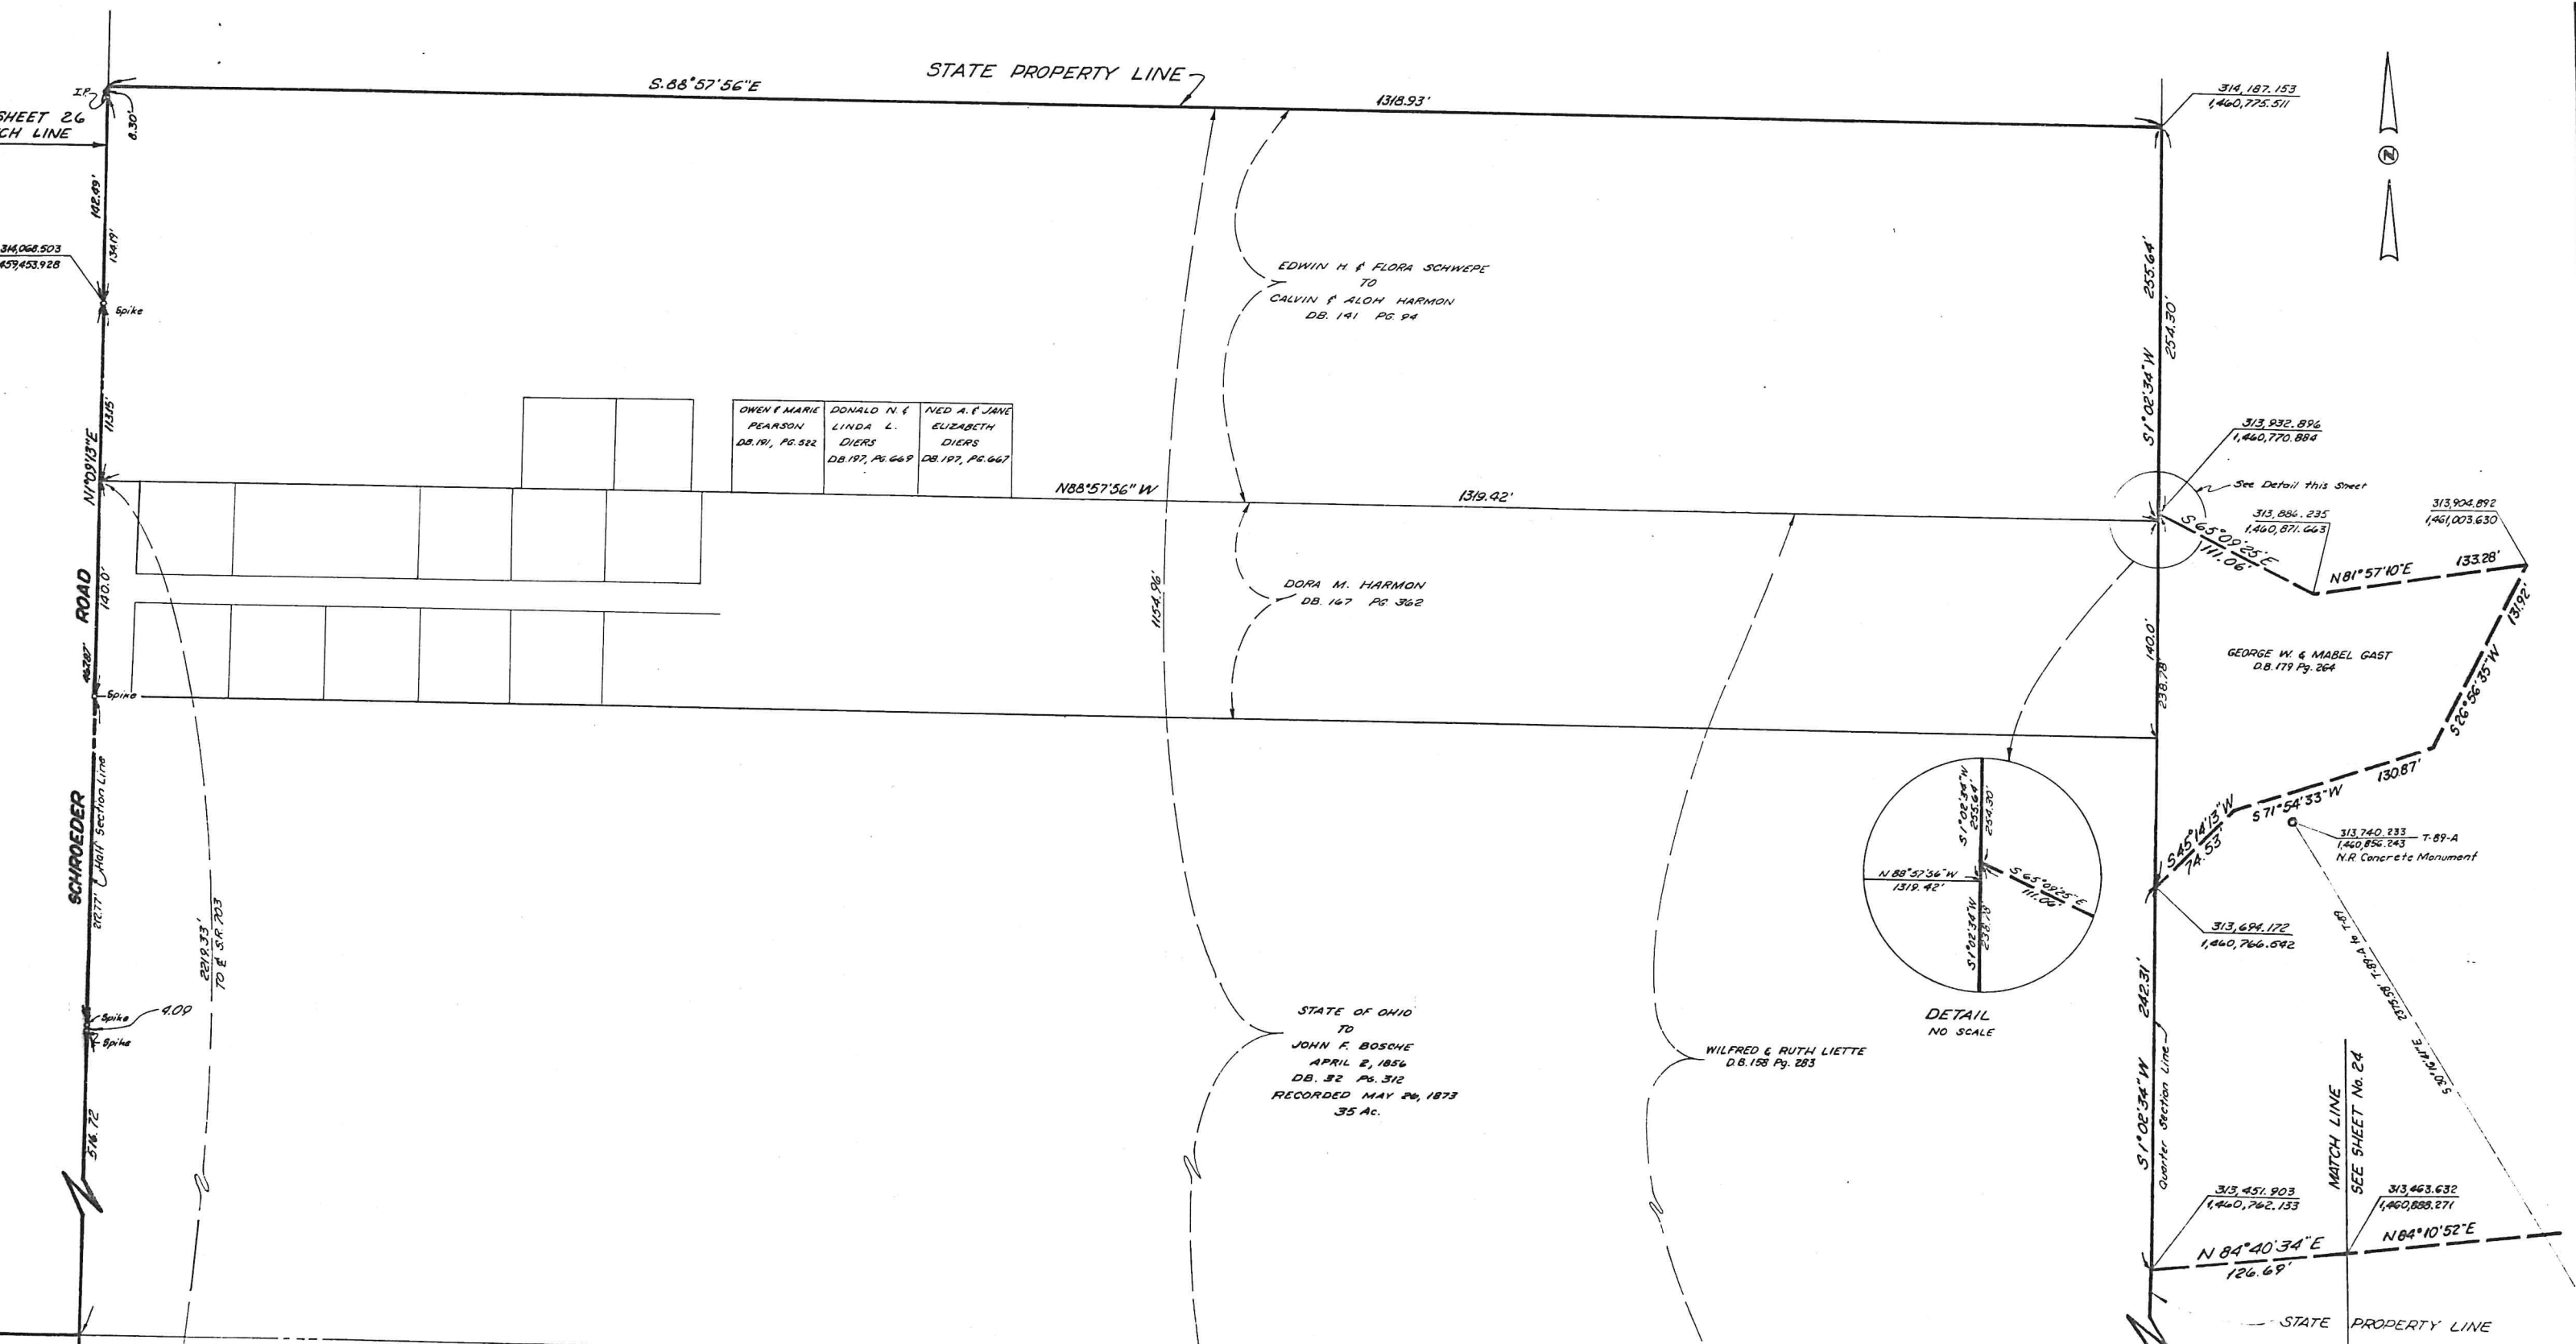 STATE PROPERTY LINE
S.88°57'56"E
1318.93'
I.P.
SHEET 26
CH LINE
8.30'
142.49'
134.19'
314,068.503
459,453.928
Spike
113.15'
N1°09'13"E
SCHROEDER ROAD
140.0'
467.87'
Spike
Half Section Line
212.77'
Spike
4.09
Spike
516.72
2219.33'
TO ₵ S.R. 703
OWEN & MARIE
PEARSON
DB.191, PG.522
DONALD N. &
LINDA L.
DIERS
DB.197, PG.669
NED A. & JANE
ELIZABETH
DIERS
DB.197, PG.667
N88°57'56"W
1319.42'
1154.96'
EDWIN H. & FLORA SCHWEPE
TO
CALVIN & ALOH HARMON
DB. 141 PG. 94
DORA M. HARMON
DB. 167 PG. 362
STATE OF OHIO
TO
JOHN F. BOSCHE
APRIL 2, 1856
DB. 32 PG. 312
RECORDED MAY 26, 1873
35 Ac.
WILFRED & RUTH LIETTE
D.B.158 Pg. 283
314,187.153
1,460,775.511
N
S1°02'34"W 255.64'
254.30'
313,932.896
1,460,770.884
See Detail this Sheet
S65°09'25"E
111.06'
313,886.235
1,460,871.663
313,904.892
1,461,003.630
N81°57'10"E 133.28'
131.92'
S26°56'35"W
GEORGE W. & MABEL GAST
D.B.179 Pg. 264
140.0'
238.78'
130.87'
S71°54'33"W
S45°14'13"W
74.53'
313,740.233 T-89-A
1,460,856.243
N.R. Concrete Monument
313,694.172
1,460,766.542
S1°02'34"W
255.64'
254.30'
N88°57'56"W
1319.42'
S65°09'25"E
111.06'
S1°02'34"W
238.78'
DETAIL
NO SCALE
S1°02'34"W 242.31'
Quarter Section Line
2375.58' T-89-A to T-89
MATCH LINE
SEE SHEET No. 24
313,451.903
1,460,762.133
313,463.632
1,460,888.271
N84°40'34"E
126.69'
N84°10'52"E
STATE PROPERTY LINE